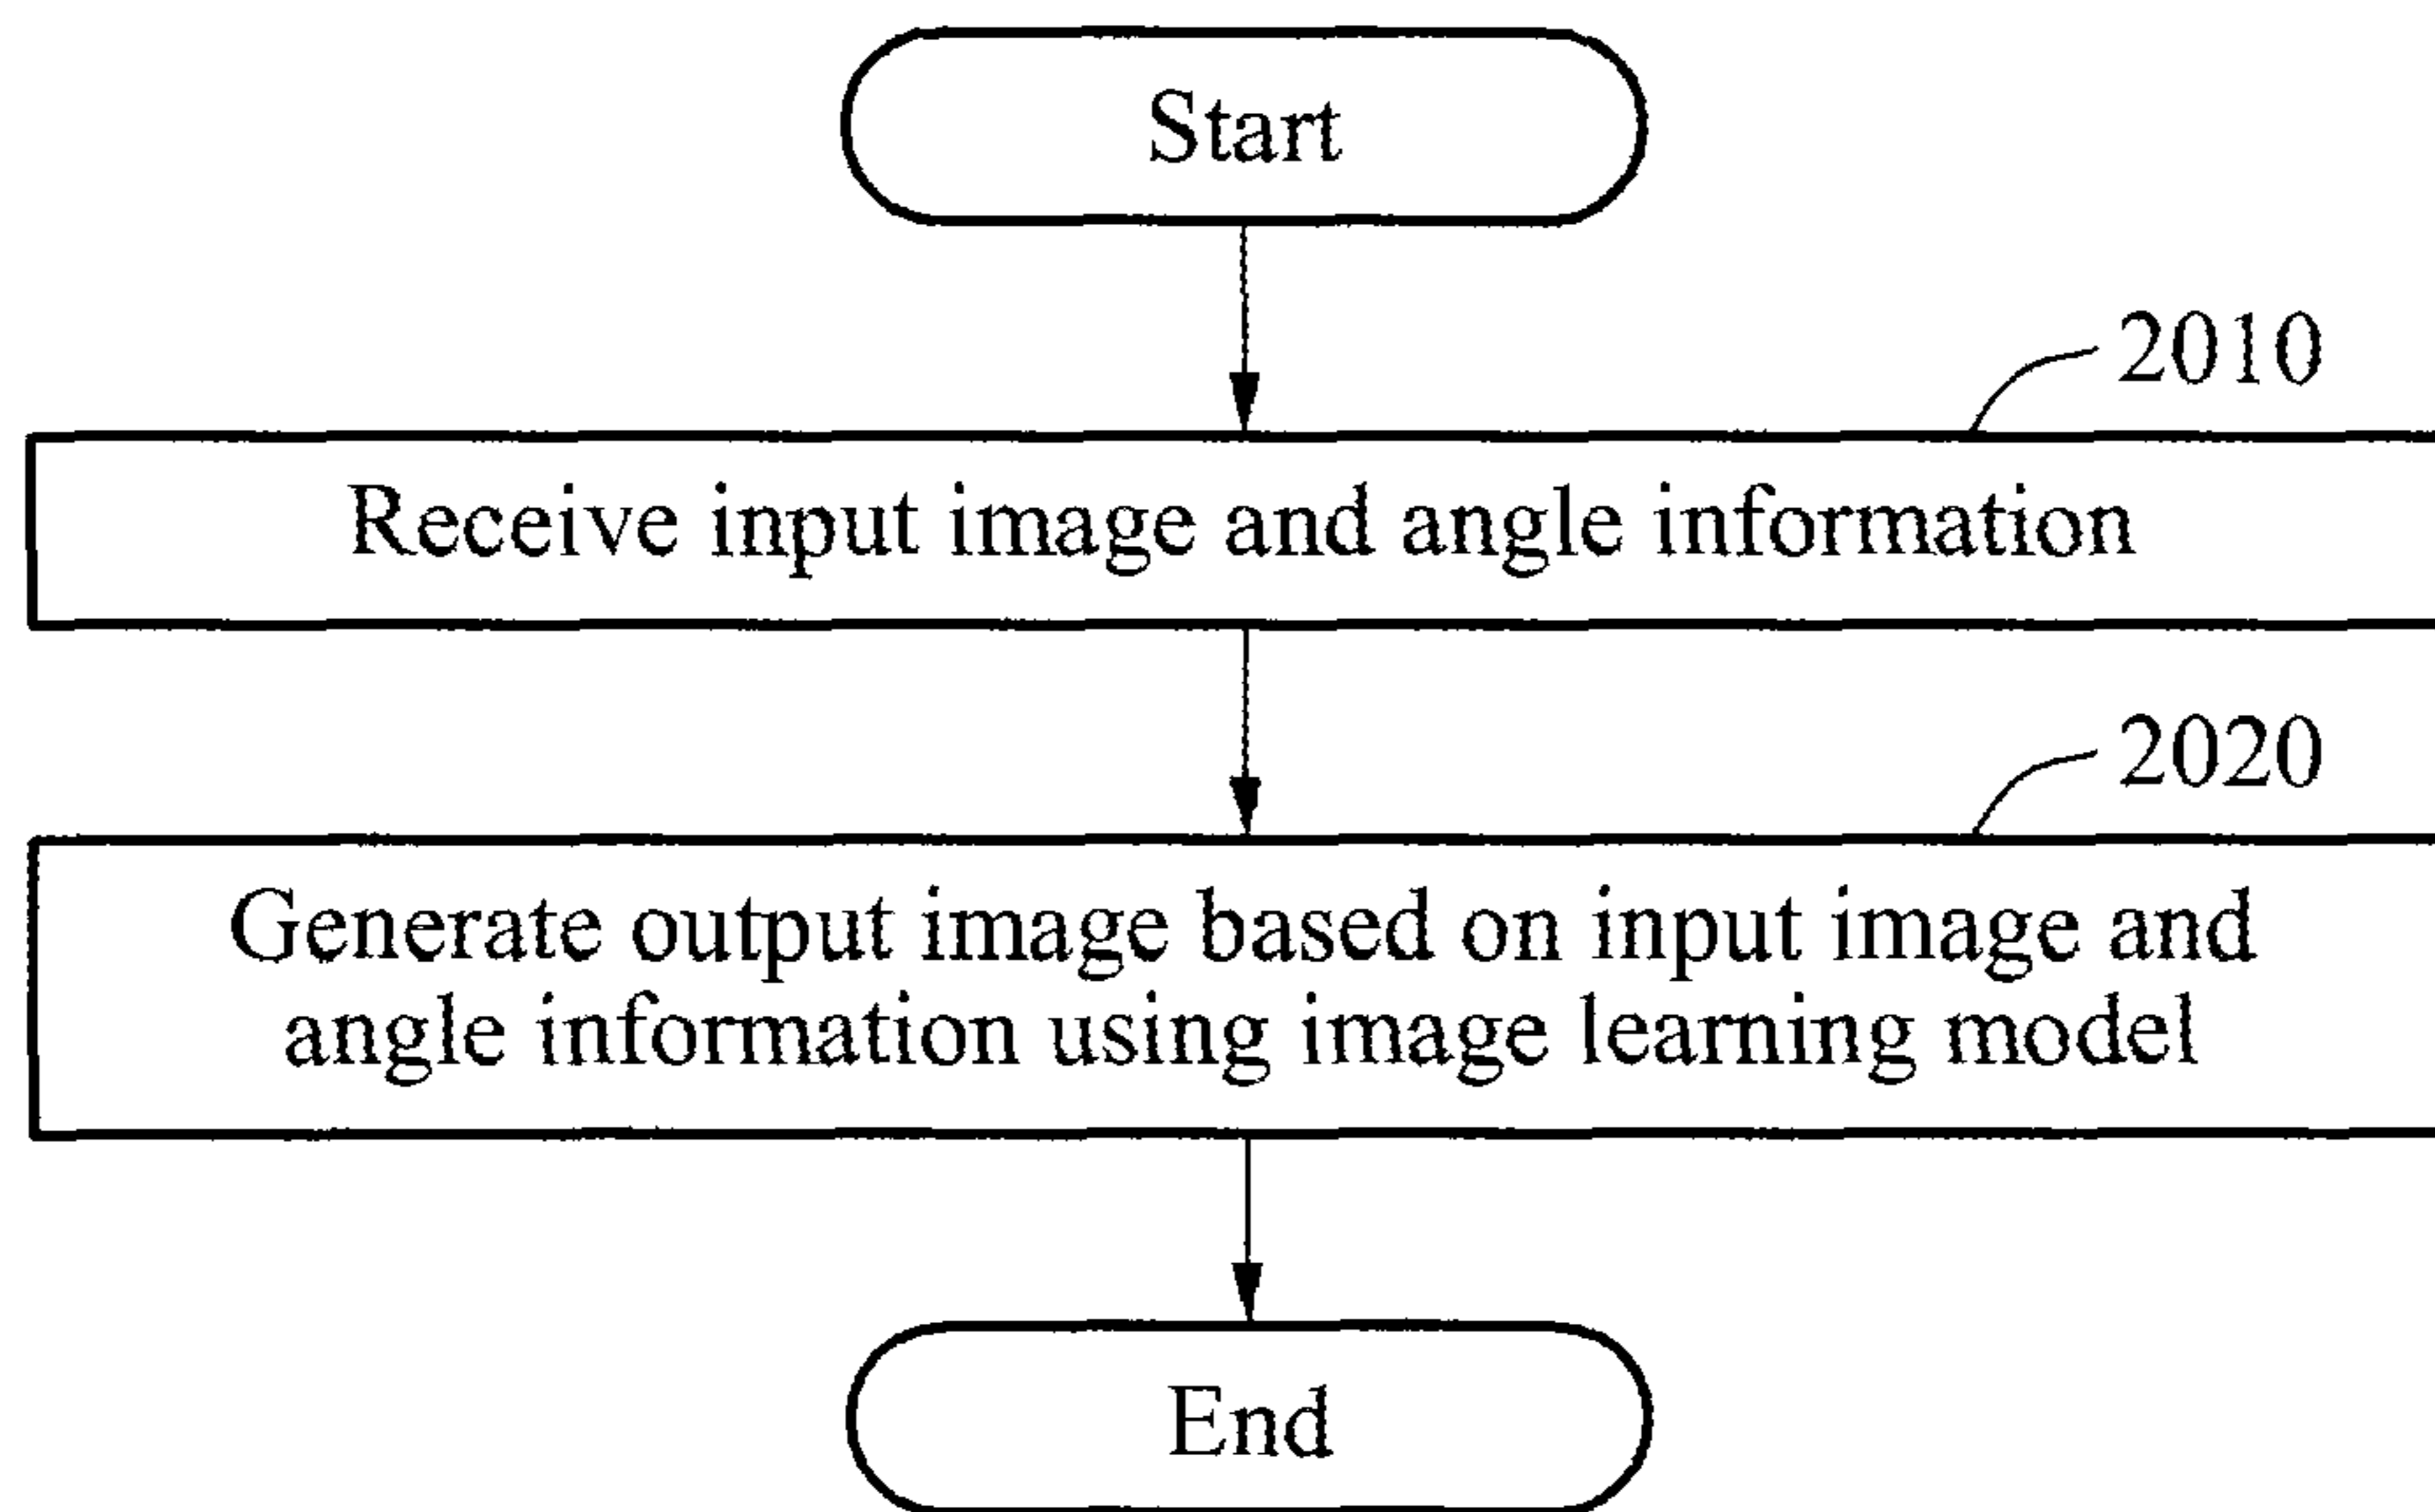 Start
2010
Receive input image and angle information
2020
Generate output image based on input image and
angle information using image learning model
End